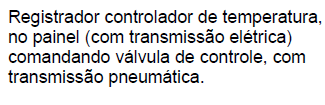 Registrador controlador de temperatura,
no painel (com transmissão elétrica)
comandando válvula de controle, com
transmissão pneumática.